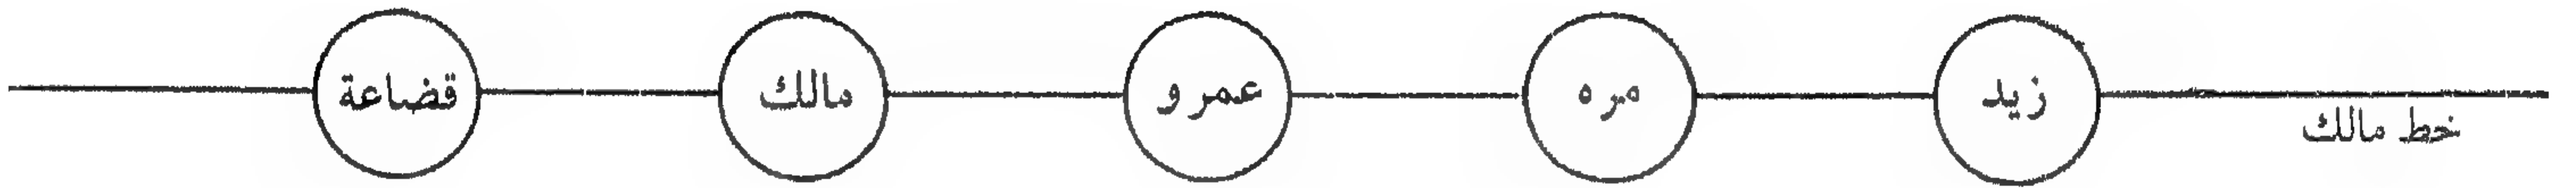 زيد
مره
عمرو
مالك
قضاعة
خط مالك